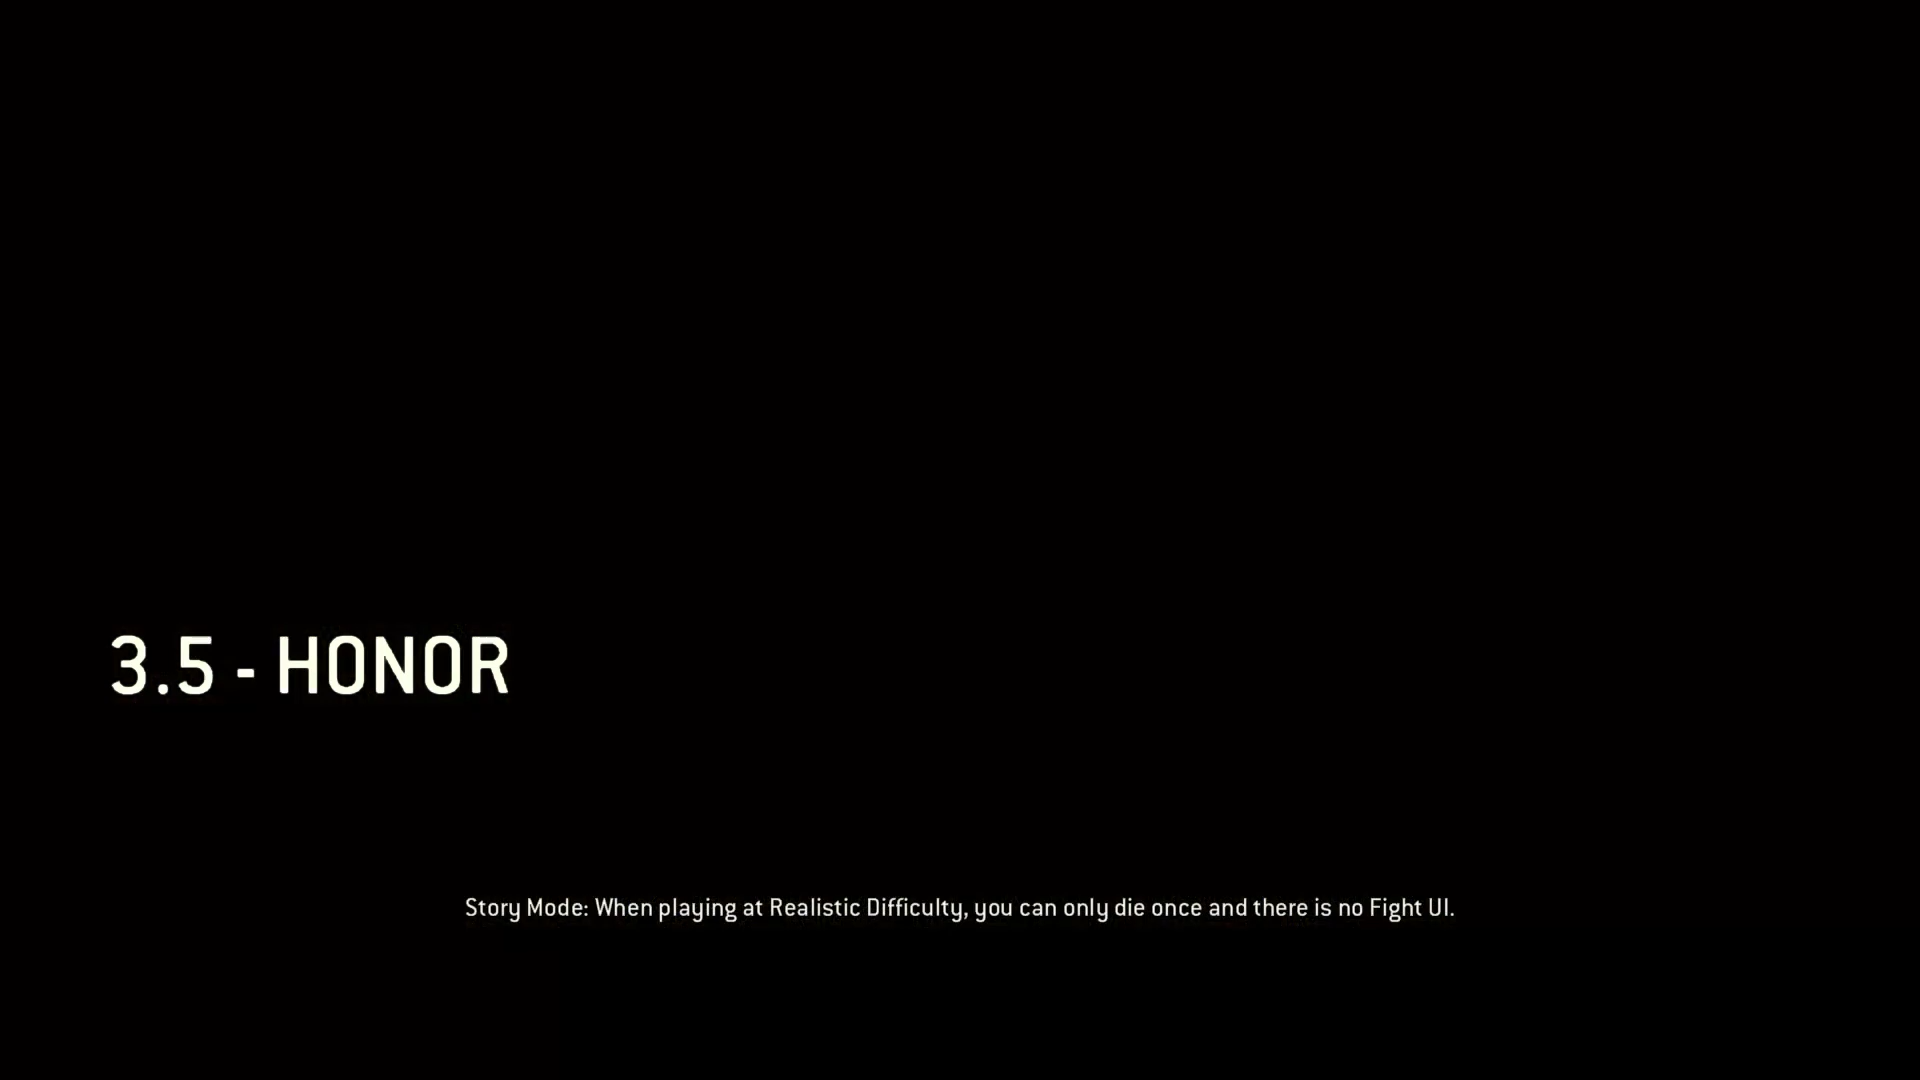 3.5 - HONOR
Story Mode: When playing at Realistic Difficulty, you can only die once and there is no Fight UI.